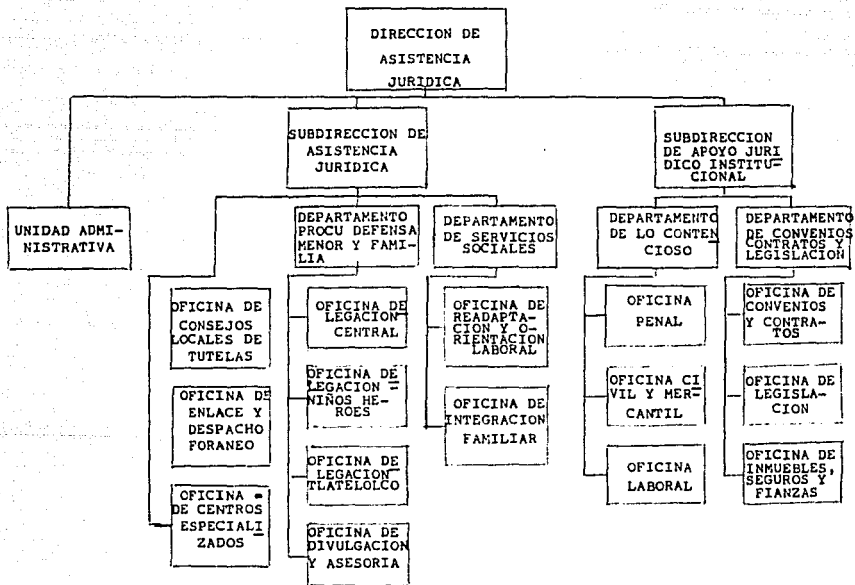 DIRECCION DE
ASISTENCIA
JURIDICA
SUBDIRECCION DE
ASISTENCIA
JURIDICA
SUBDIRECCION
DE APOYO JURI
DICO INSTITU-
CIONAL
UNIDAD ADMI-
NISTRATIVA
DEPARTAMENTO
PROCU DEFENSA
MENOR Y FAMI-
LIA
DEPARTAMENTO
DE SERVICIOS
SOCIALES
DEPARTAMENTO
DE LO CONTEN
CIOSO
DEPARTAMENTO
DE CONVENIOS
CONTRATOS Y
LEGISLACION
OFICINA DE
CONSEJOS
LOCALES DE
TUTELAS
OFICINA DE
ENLACE Y
DESPACHO
FORANEO
OFICINA -
DE CENTROS
ESPECIALI
ZADOS
OFICINA DE
LEGACION
CENTRAL
OFICINA DE
LEGACION -
NIÑOS HE-
ROES
OFICINA DE
LEGACION
TLATELOLCO
OFICINA DE
DIVULGACION
Y ASESORIA
OFICINA DE
READAPTA-
CION Y O-
RIENTACION
LABORAL
OFICINA DE
INTEGRACION
FAMILIAR
OFICINA
PENAL
OFICINA CI
VIL Y MER-
CANTIL
OFICINA
LABORAL
OFICINA DE
CONVENIOS
Y CONTRA-
TOS
OFICINA DE
LEGISLA-
CION
OFICINA DE
INMUEBLES,
SEGUROS Y
FIANZAS